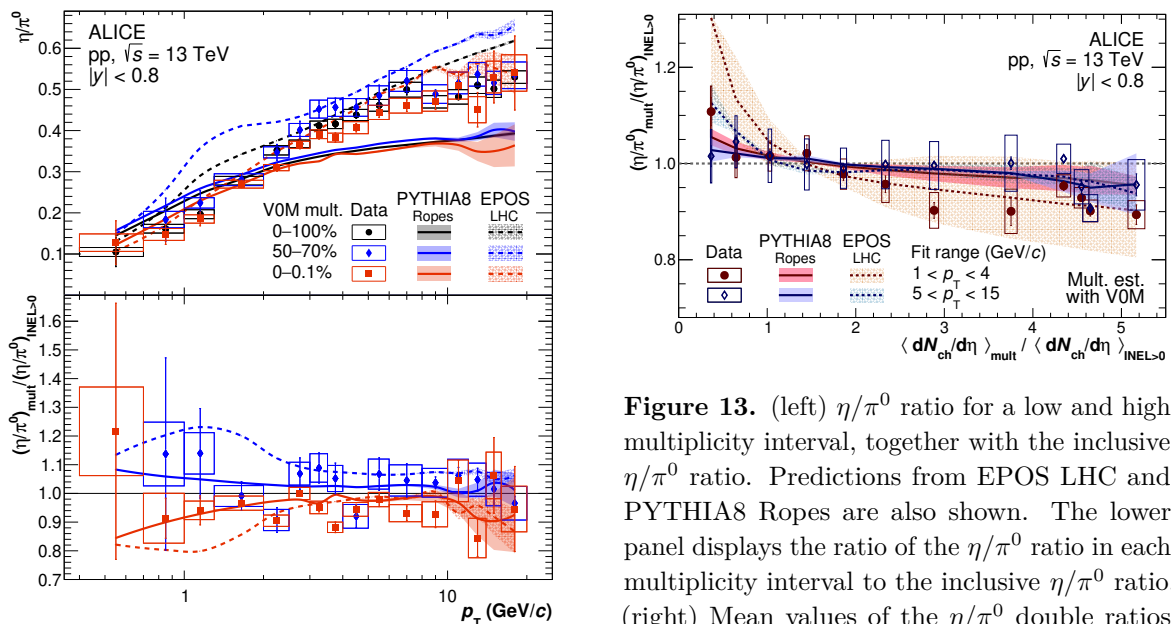 η/π⁰
0.6
0.5
0.4
0.3
0.2
0.1
ALICE
pp, √s = 13 TeV
|y| < 0.8
V0M mult. Data PYTHIA8 EPOS
Ropes LHC
0–100%
50–70%
0–0.1%
(η/π⁰)mult/(η/π⁰)INEL>0
1.6
1.5
1.4
1.3
1.2
1.1
1.0
0.9
0.8
0.7
1 10
p_T (GeV/c)
(η/π⁰)mult/(η/π⁰)INEL>0
1.2
1.0
0.8
ALICE
pp, √s = 13 TeV
|y| < 0.8
Data PYTHIA8 EPOS Fit range (GeV/c)
Ropes LHC
1 < p_T < 4
5 < p_T < 15
Mult. est.
with V0M
0 1 2 3 4 5
⟨ dN_ch/dη ⟩mult / ⟨ dN_ch/dη ⟩INEL>0
Figure 13. (left) η/π⁰ ratio for a low and high
multiplicity interval, together with the inclusive
η/π⁰ ratio. Predictions from EPOS LHC and
PYTHIA8 Ropes are also shown. The lower
panel displays the ratio of the η/π⁰ ratio in each
multiplicity interval to the inclusive η/π⁰ ratio
(right) Mean values of the η/π⁰ double ratios